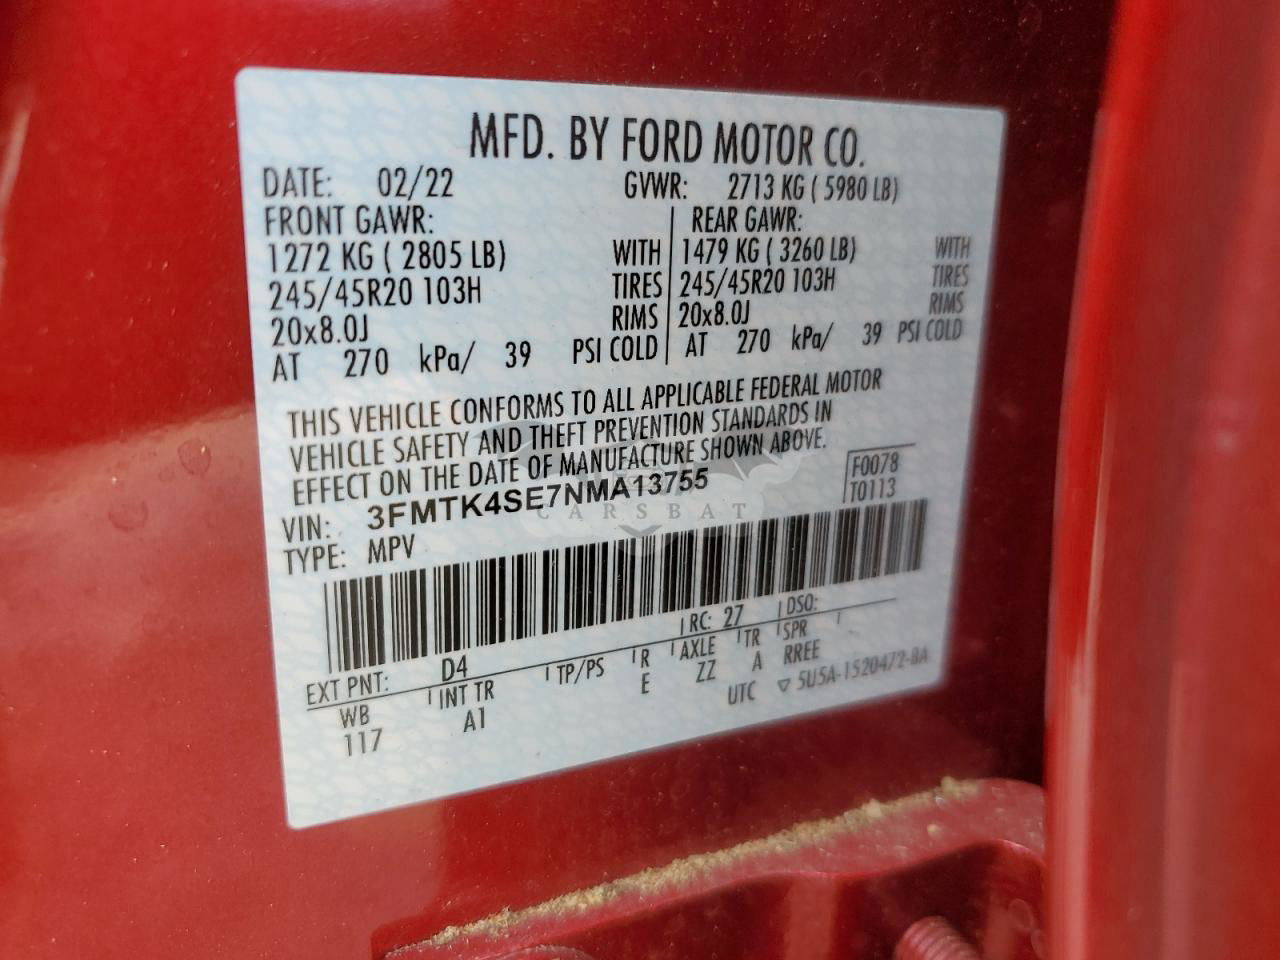 MFD. BY FORD MOTOR CO.
DATE: 02/22 GVWR: 2713 KG ( 5980 LB)
FRONT GAWR: REAR GAWR:
1272 KG ( 2805 LB) WITH 1479 KG ( 3260 LB) WITH
245/45R20 103H TIRES 245/45R20 103H TIRES
20x8.0J RIMS 20x8.0J RIMS
AT 270 kPa/ 39 PSI COLD AT 270 kPa/ 39 PSI COLD
THIS VEHICLE CONFORMS TO ALL APPLICABLE FEDERAL MOTOR
VEHICLE SAFETY AND THEFT PREVENTION STANDARDS IN
EFFECT ON THE DATE OF MANUFACTURE SHOWN ABOVE.
F0078
VIN: 3FMTK4SE7NMA13755 T0113
TYPE: MPV
CARSBAT
RC: 27 DSO:
EXT PNT: D4
WB INT TR TP/PS R AXLE TR SPR
117 A1 E ZZ A RREE
UTC ▽ 5U5A-1520472-BA